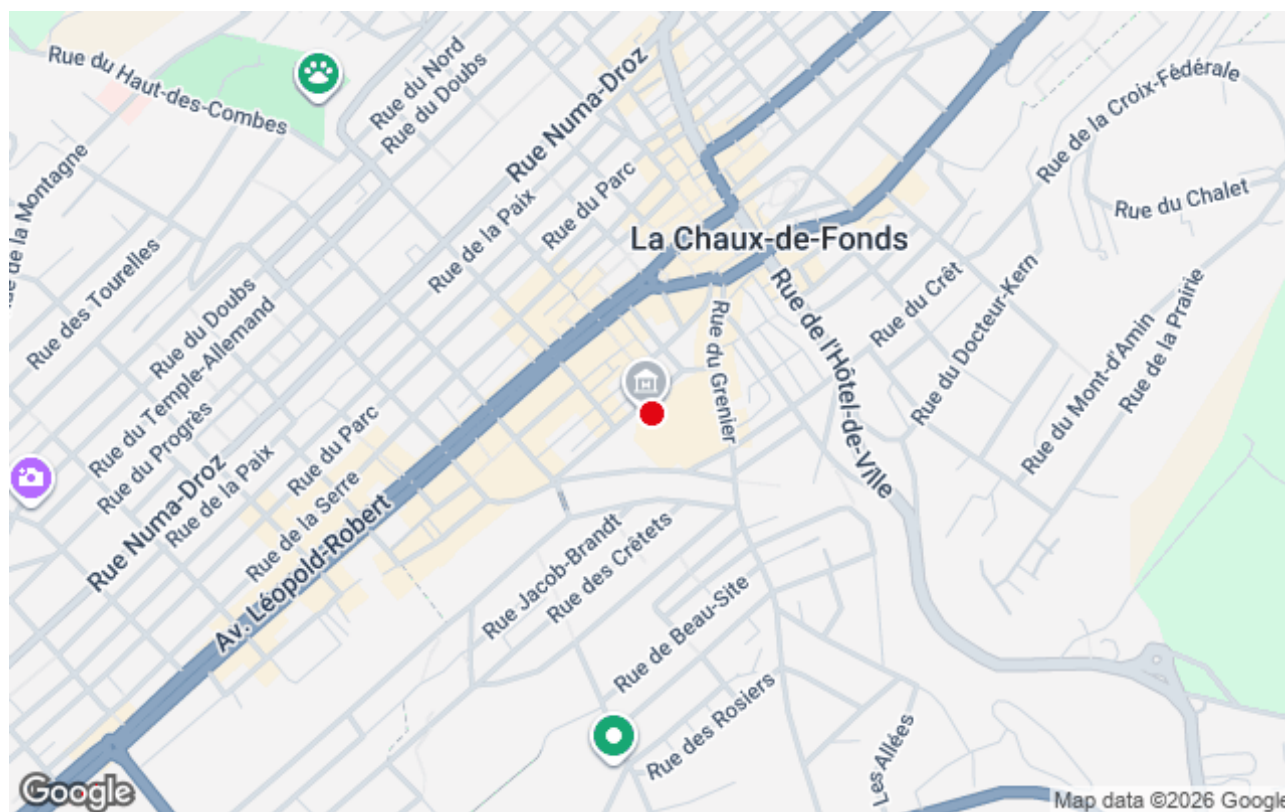 Rue du Haut-des-Combes
Rue du Nord
Rue du Doubs
Rue Numa-Droz
Rue de la Croix-Fédérale
Rue du Parc
Rue de la Paix
Rue du Chalet
La Chaux-de-Fonds
Rue des Tourelles
Rue du Doubs
Rue du Temple-Allemand
Rue du Progrès
Rue du Grenier
Rue de l'Hôtel-de-Ville
Rue du Crêt
Rue du Docteur-Kern
Rue du Mont-d'Amin
Rue de la Prairie
Rue du Parc
Rue de la Paix
Rue de la Serre
Rue Numa-Droz
Av. Léopold-Robert
Rue Jacob-Brandt
Rue des Crêtets
Rue de Beau-Site
Rue des Rosiers
Les Allées
Google
Map data ©2026 Google
de la Montagne